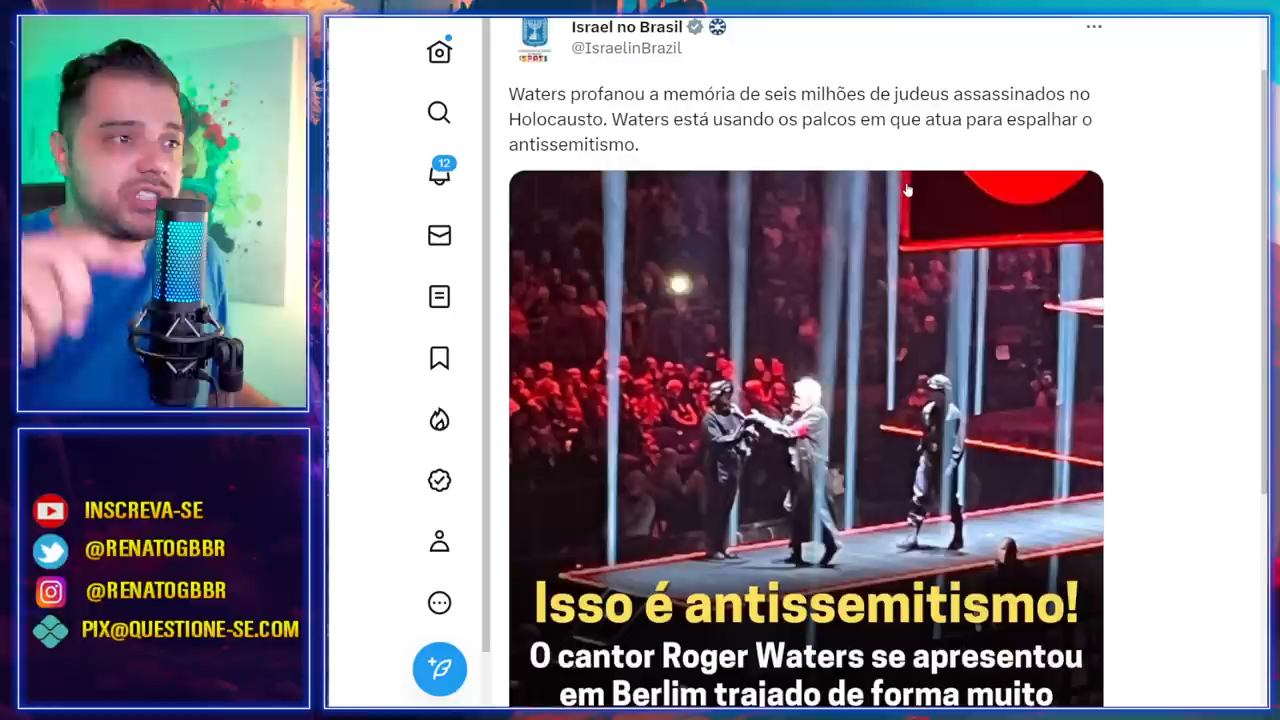 Israel no Brasil
@IsraelinBrazil
Waters profanou a memória de seis milhões de judeus assassinados no
Holocausto. Waters está usando os palcos em que atua para espalhar o
antissemitismo.
12
Isso é antissemitismo!
O cantor Roger Waters se apresentou
em Berlim trajado de forma muito
INSCREVA-SE
@RENATOGBBR
@RENATOGBBR
PIX@QUESTIONE-SE.COM